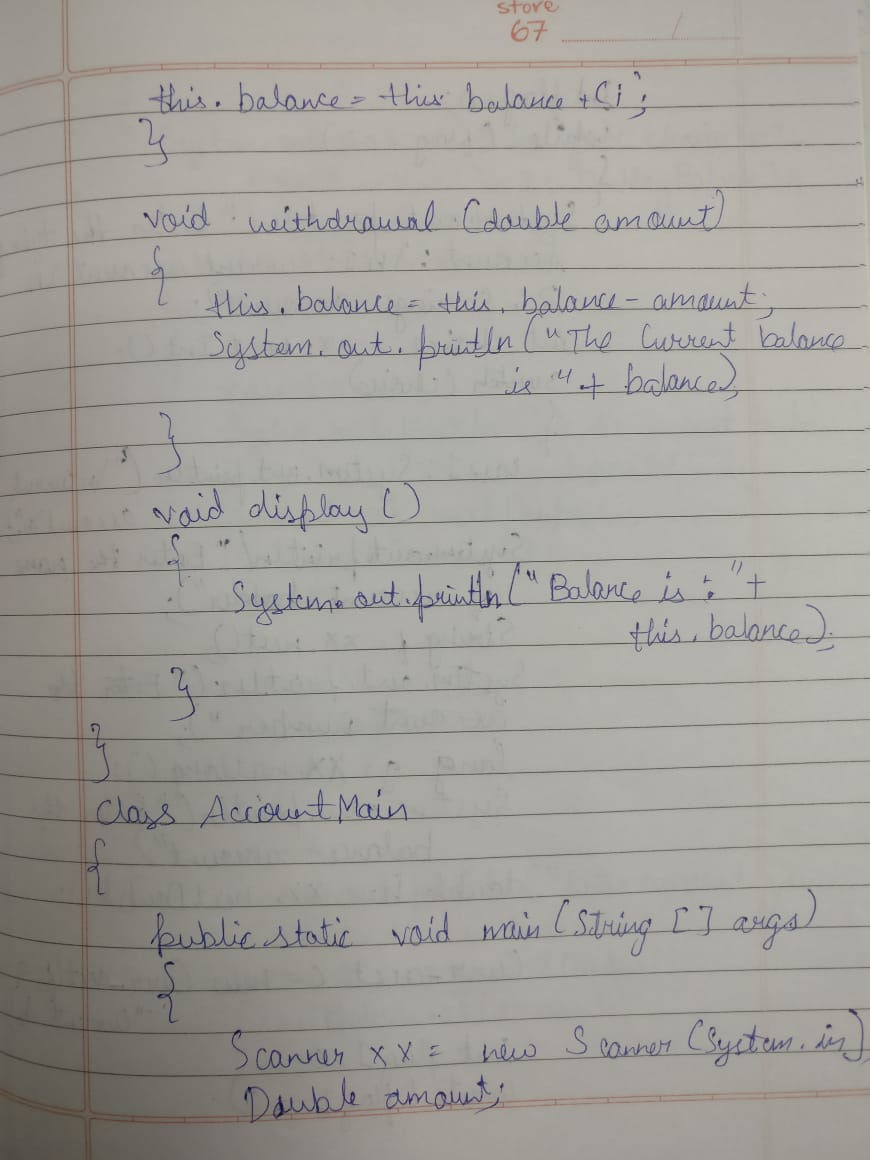 store
67
this. balance = this balance + Ci;
}
void withdrawal (double amount)
{
this. balance = this. balance - amount;
System. out. println ("The Current balance
is " + balance);
}
void display ()
{
System. out. println (" Balance is : " +
this. balance);
}
}
Class AccountMain
{
public static void main (String [] args)
{
Scanner xx = new Scanner (System. in)
Double amount;